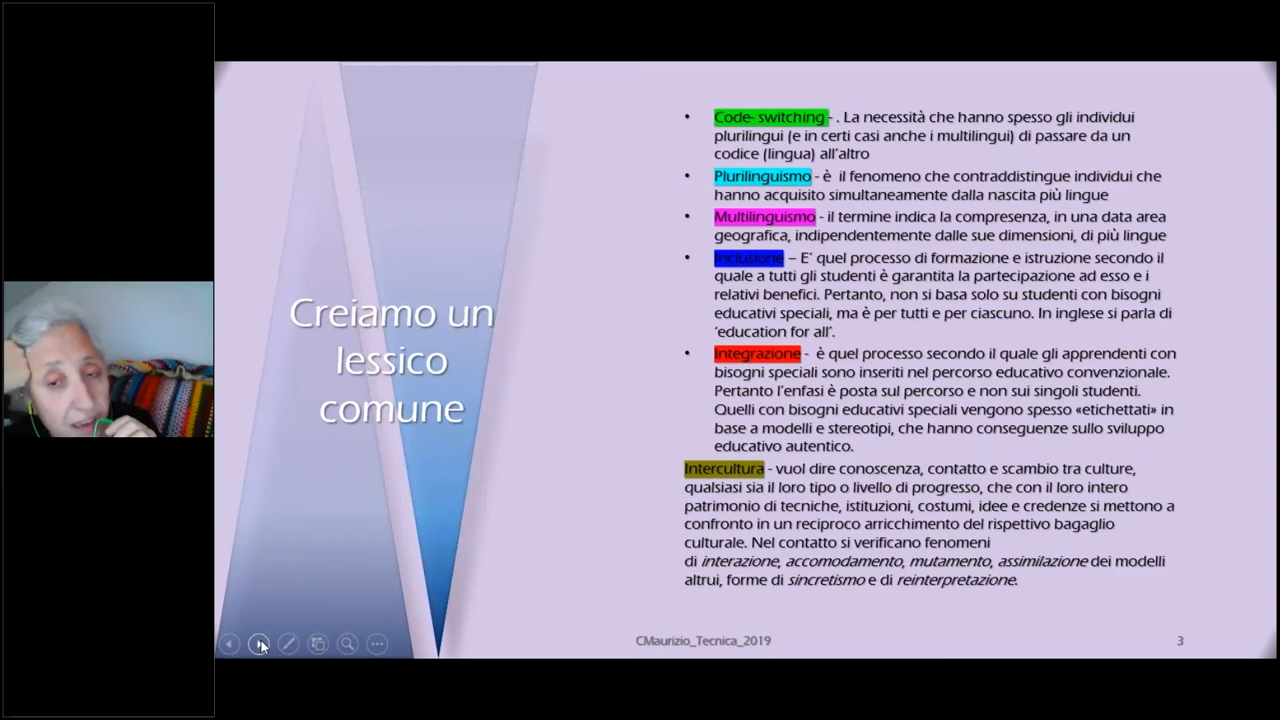 Creiamo un
lessico
comune
• Code- switching - . La necessità che hanno spesso gli individui
plurilingui (e in certi casi anche i multilingui) di passare da un
codice (lingua) all'altro
• Plurilinguismo - è il fenomeno che contraddistingue individui che
hanno acquisito simultaneamente dalla nascita più lingue
• Multilinguismo - il termine indica la compresenza, in una data area
geografica, indipendentemente dalle sue dimensioni, di più lingue
• Inclusione – E' quel processo di formazione e istruzione secondo il
quale a tutti gli studenti è garantita la partecipazione ad esso e i
relativi benefici. Pertanto, non si basa solo su studenti con bisogni
educativi speciali, ma è per tutti e per ciascuno. In inglese si parla di
'education for all'.
• Integrazione - è quel processo secondo il quale gli apprendenti con
bisogni speciali sono inseriti nel percorso educativo convenzionale.
Pertanto l'enfasi è posta sul percorso e non sui singoli studenti.
Quelli con bisogni educativi speciali vengono spesso «etichettati» in
base a modelli e stereotipi, che hanno conseguenze sullo sviluppo
educativo autentico.
Intercultura - vuol dire conoscenza, contatto e scambio tra culture,
qualsiasi sia il loro tipo o livello di progresso, che con il loro intero
patrimonio di tecniche, istituzioni, costumi, idee e credenze si mettono a
confronto in un reciproco arricchimento del rispettivo bagaglio
culturale. Nel contatto si verificano fenomeni
di interazione, accomodamento, mutamento, assimilazione dei modelli
altrui, forme di sincretismo e di reinterpretazione.
CMaurizio_Tecnica_2019
3